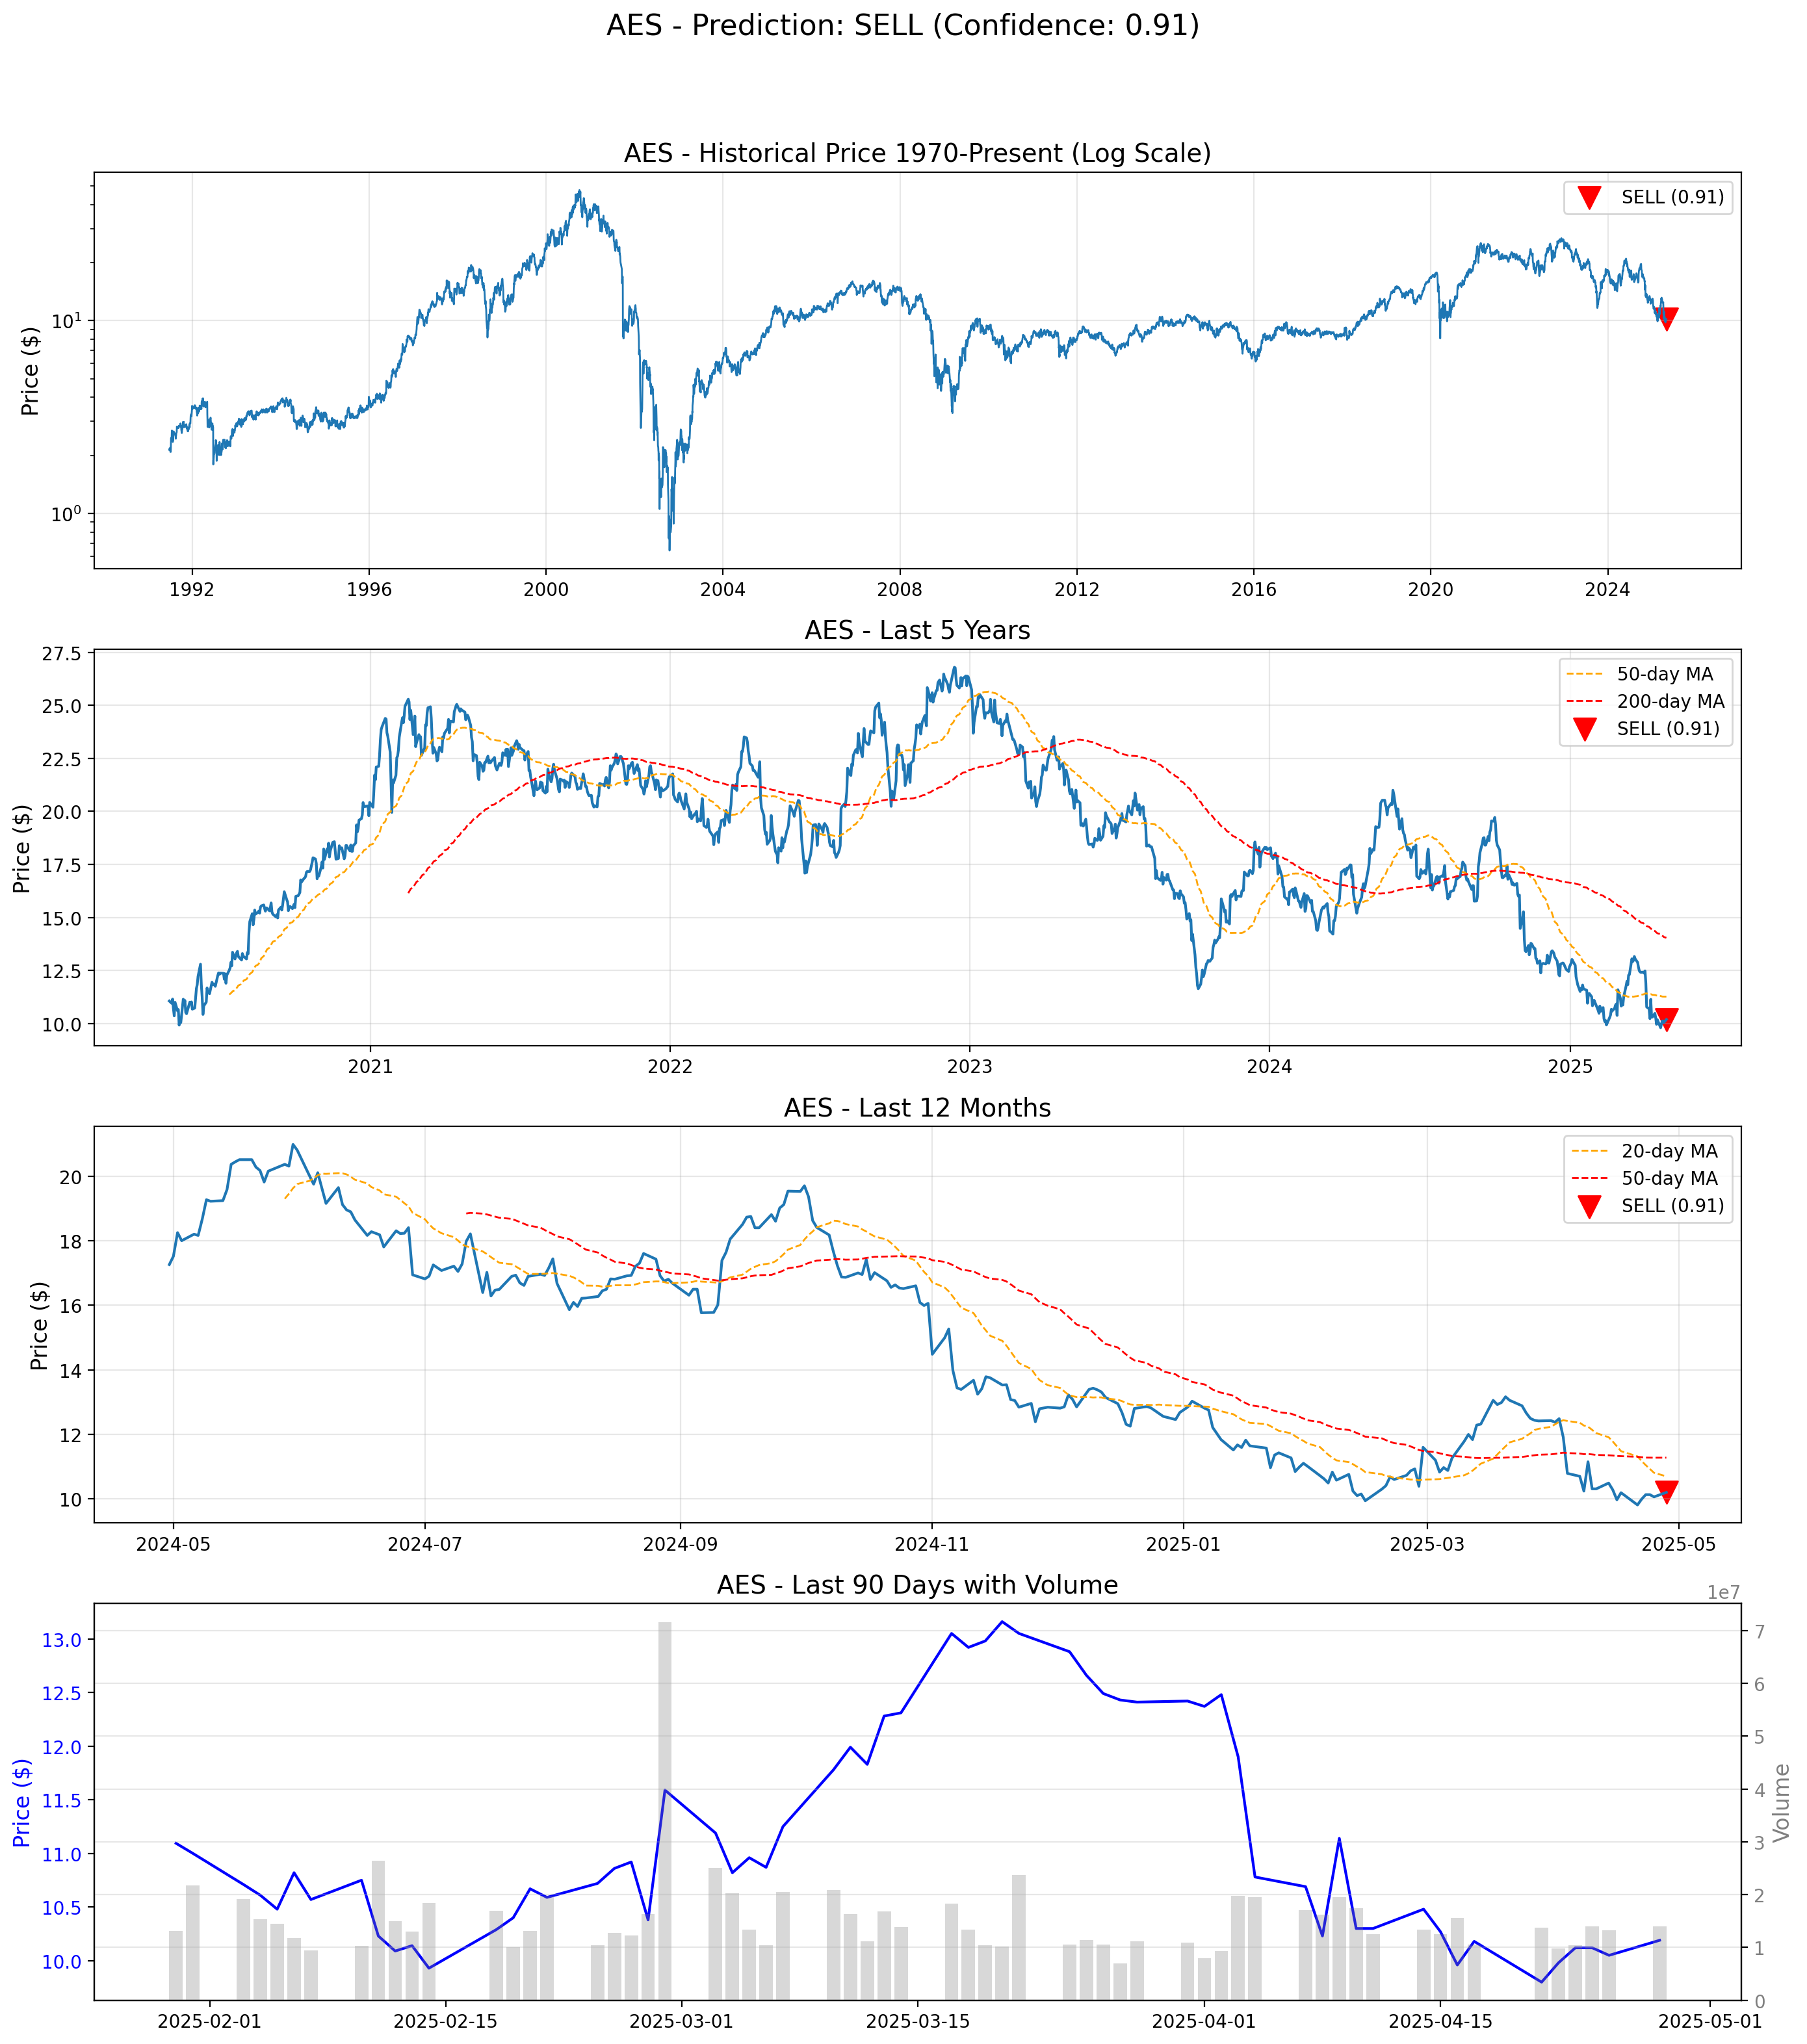 AES - Prediction: SELL (Confidence: 0.91)
AES - Historical Price 1970-Present (Log Scale)
SELL (0.91)
Price ($)
10¹
10⁰
1992 1996 2000 2004 2008 2012 2016 2020 2024
AES - Last 5 Years
50-day MA
200-day MA
SELL (0.91)
Price ($)
27.5
25.0
22.5
20.0
17.5
15.0
12.5
10.0
2021 2022 2023 2024 2025
AES - Last 12 Months
20-day MA
50-day MA
SELL (0.91)
Price ($)
20
18
16
14
12
10
2024-05 2024-07 2024-09 2024-11 2025-01 2025-03 2025-05
AES - Last 90 Days with Volume
1e7
Price ($)
13.0
12.5
12.0
11.5
11.0
10.5
10.0
7
6
5
4
3
2
1
0
Volume
2025-02-01 2025-02-15 2025-03-01 2025-03-15 2025-04-01 2025-04-15 2025-05-01